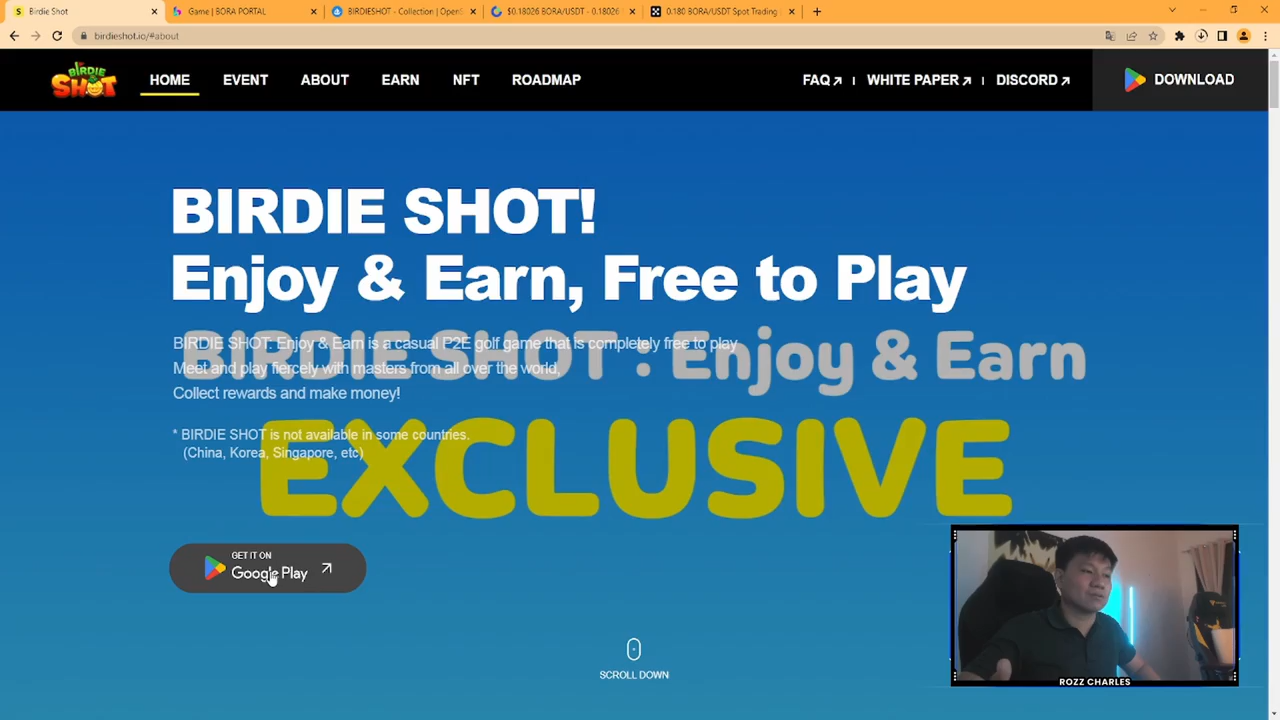 Birdie Shot
Game | BORA PORTAL
BIRDIESHOT - Collection | Open
$0.18026 BORA/USDT - 0.18026
0.180 BORA/USDT Spot Trading
birdieshot.io/#about
BIRDIE
SHOT
HOME
EVENT
ABOUT
EARN
NFT
ROADMAP
FAQ
WHITE PAPER
DISCORD
DOWNLOAD
BIRDIE SHOT!
Enjoy & Earn, Free to Play
BIRDIE SHOT : Enjoy & Earn
EXCLUSIVE
BIRDIE SHOT: Enjoy & Earn is a casual P2E golf game that is completely free to play
Meet and play fiercely with masters from all over the world,
Collect rewards and make money!
* BIRDIE SHOT is not available in some countries.
(China, Korea, Singapore, etc)
GET IT ON
Google Play
SCROLL DOWN
ROZZ CHARLES